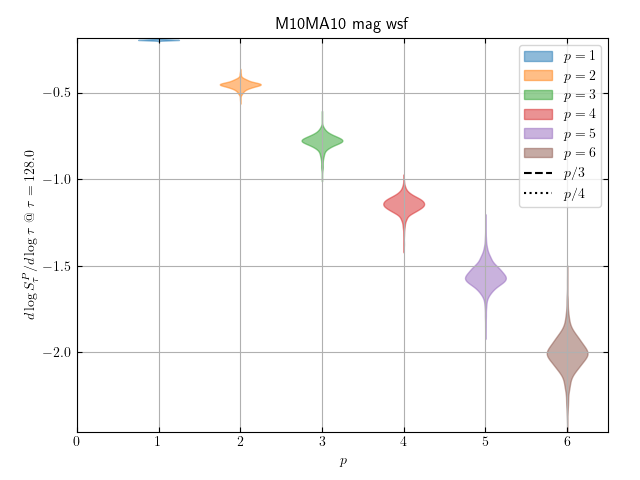 M10MA10 mag wsf
d log S_τ^P / d log τ @ τ = 128.0
−0.5
−1.0
−1.5
−2.0
0 1 2 3 4 5 6
p
p = 1
p = 2
p = 3
p = 4
p = 5
p = 6
p/3
p/4